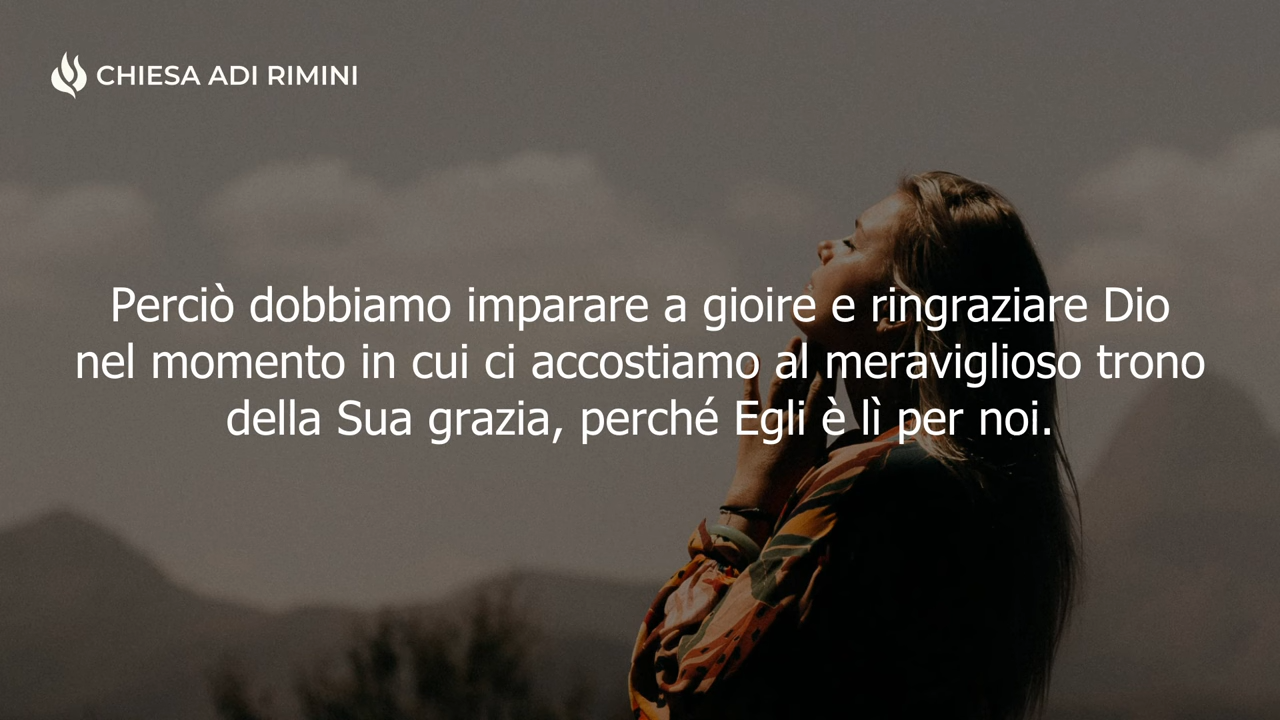 CHIESA ADI RIMINI
Perciò dobbiamo imparare a gioire e ringraziare Dio
nel momento in cui ci accostiamo al meraviglioso trono
della Sua grazia, perché Egli è lì per noi.